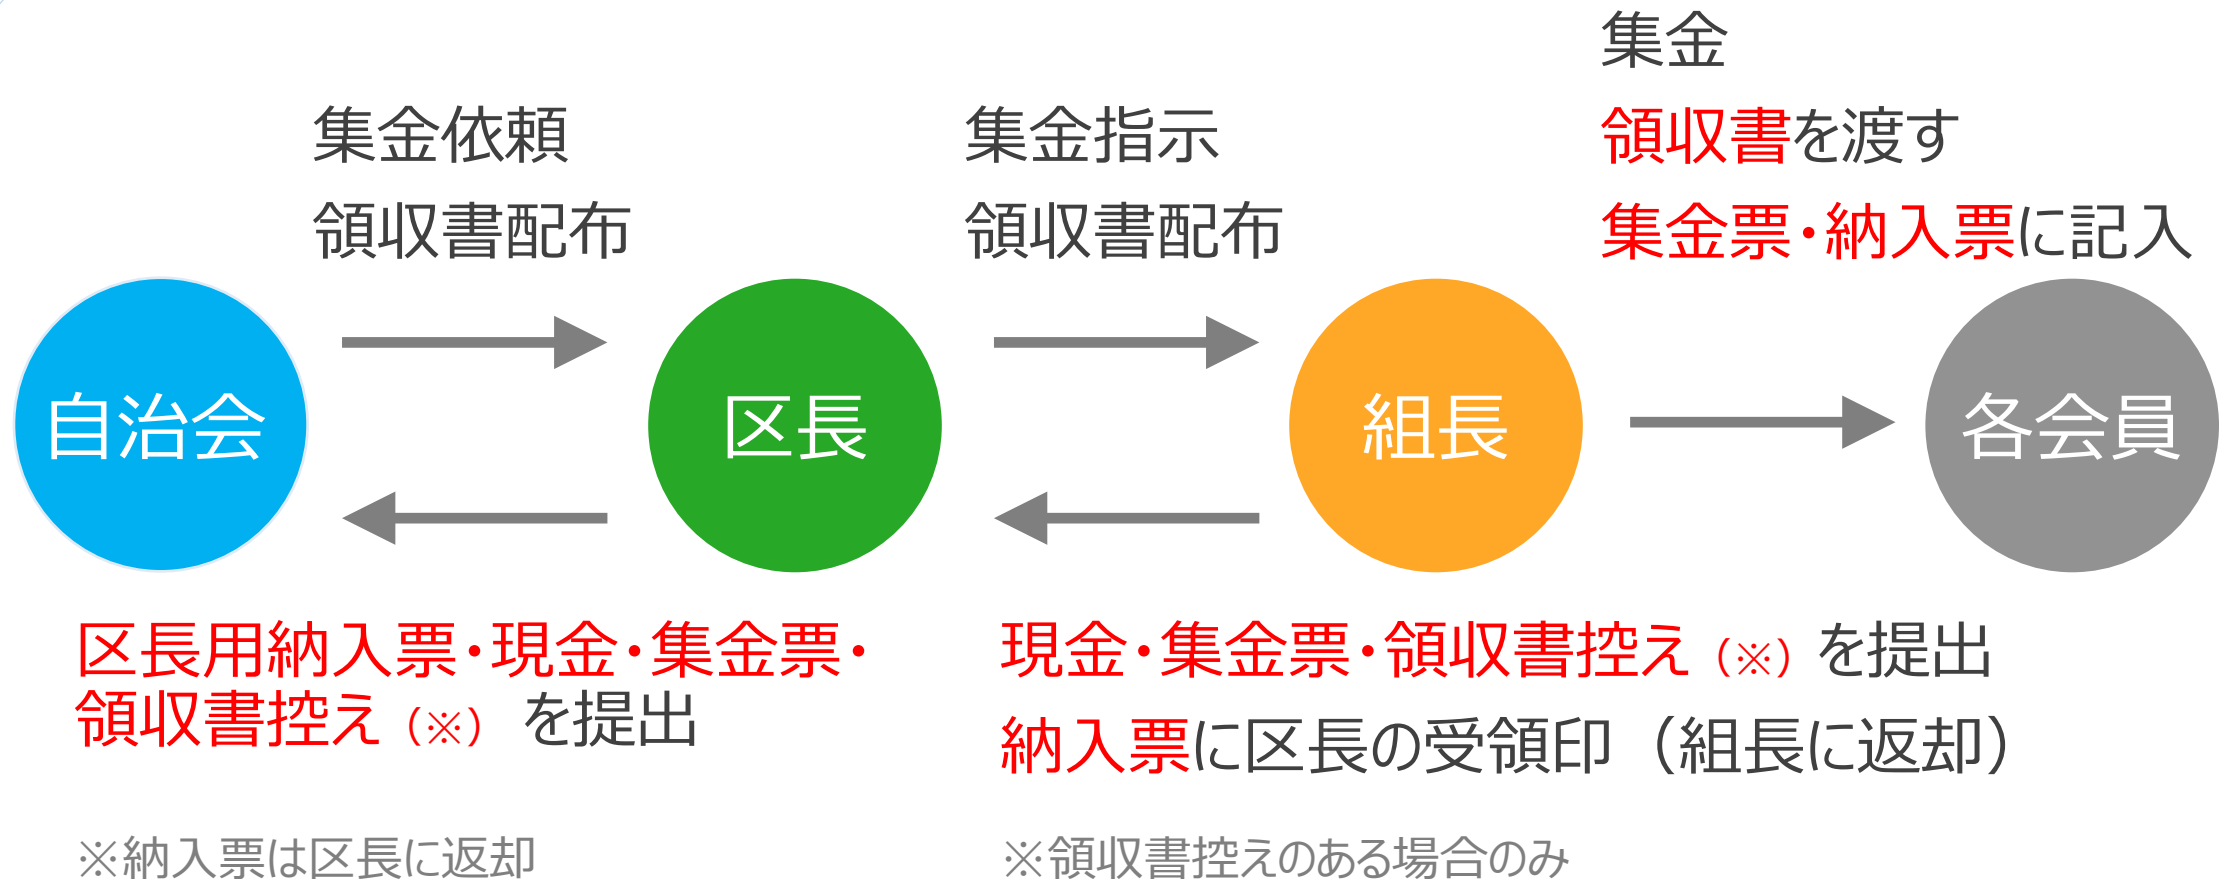 集金
集金依頼
集金指示
領収書を渡す
領収書配布
領収書配布
集金票・納入票に記入
自治会
区長
組長
各会員
区長用納入票・現金・集金票・
領収書控え（※）を提出
現金・集金票・領収書控え（※）を提出
納入票に区長の受領印（組長に返却）
※納入票は区長に返却
※領収書控えのある場合のみ